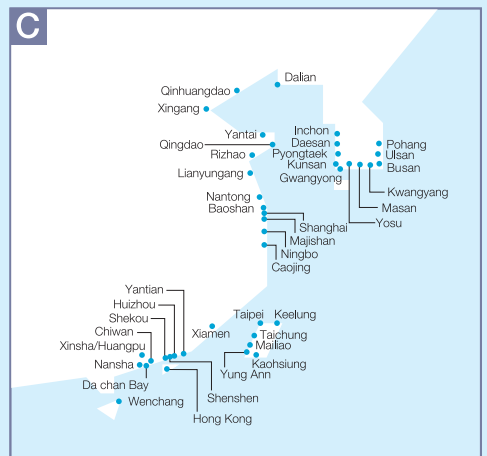 C
Dalian
Qinhuangdao
Xingang
Yantai
Qingdao
Rizhao
Lianyungang
Inchon
Daesan
Pyongtaek
Kunsan
Gwangyong
Pohang
Ulsan
Busan
Kwangyang
Masan
Yosu
Nantong
Baoshan
Shanghai
Majishan
Ningbo
Caojing
Yantian
Huizhou
Shekou
Chiwan
Xinsha/Huangpu
Nansha
Da chan Bay
Wenchang
Xiamen
Taipei
Keelung
Taichung
Mailiao
Kaohsiung
Yung Ann
Shenshen
Hong Kong